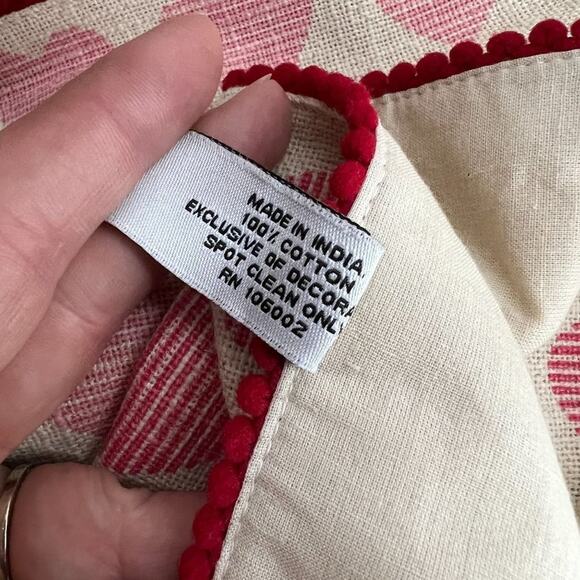 MADE IN INDIA
100% COTTON
EXCLUSIVE OF DECORA
SPOT CLEAN ONLY
RN 106002